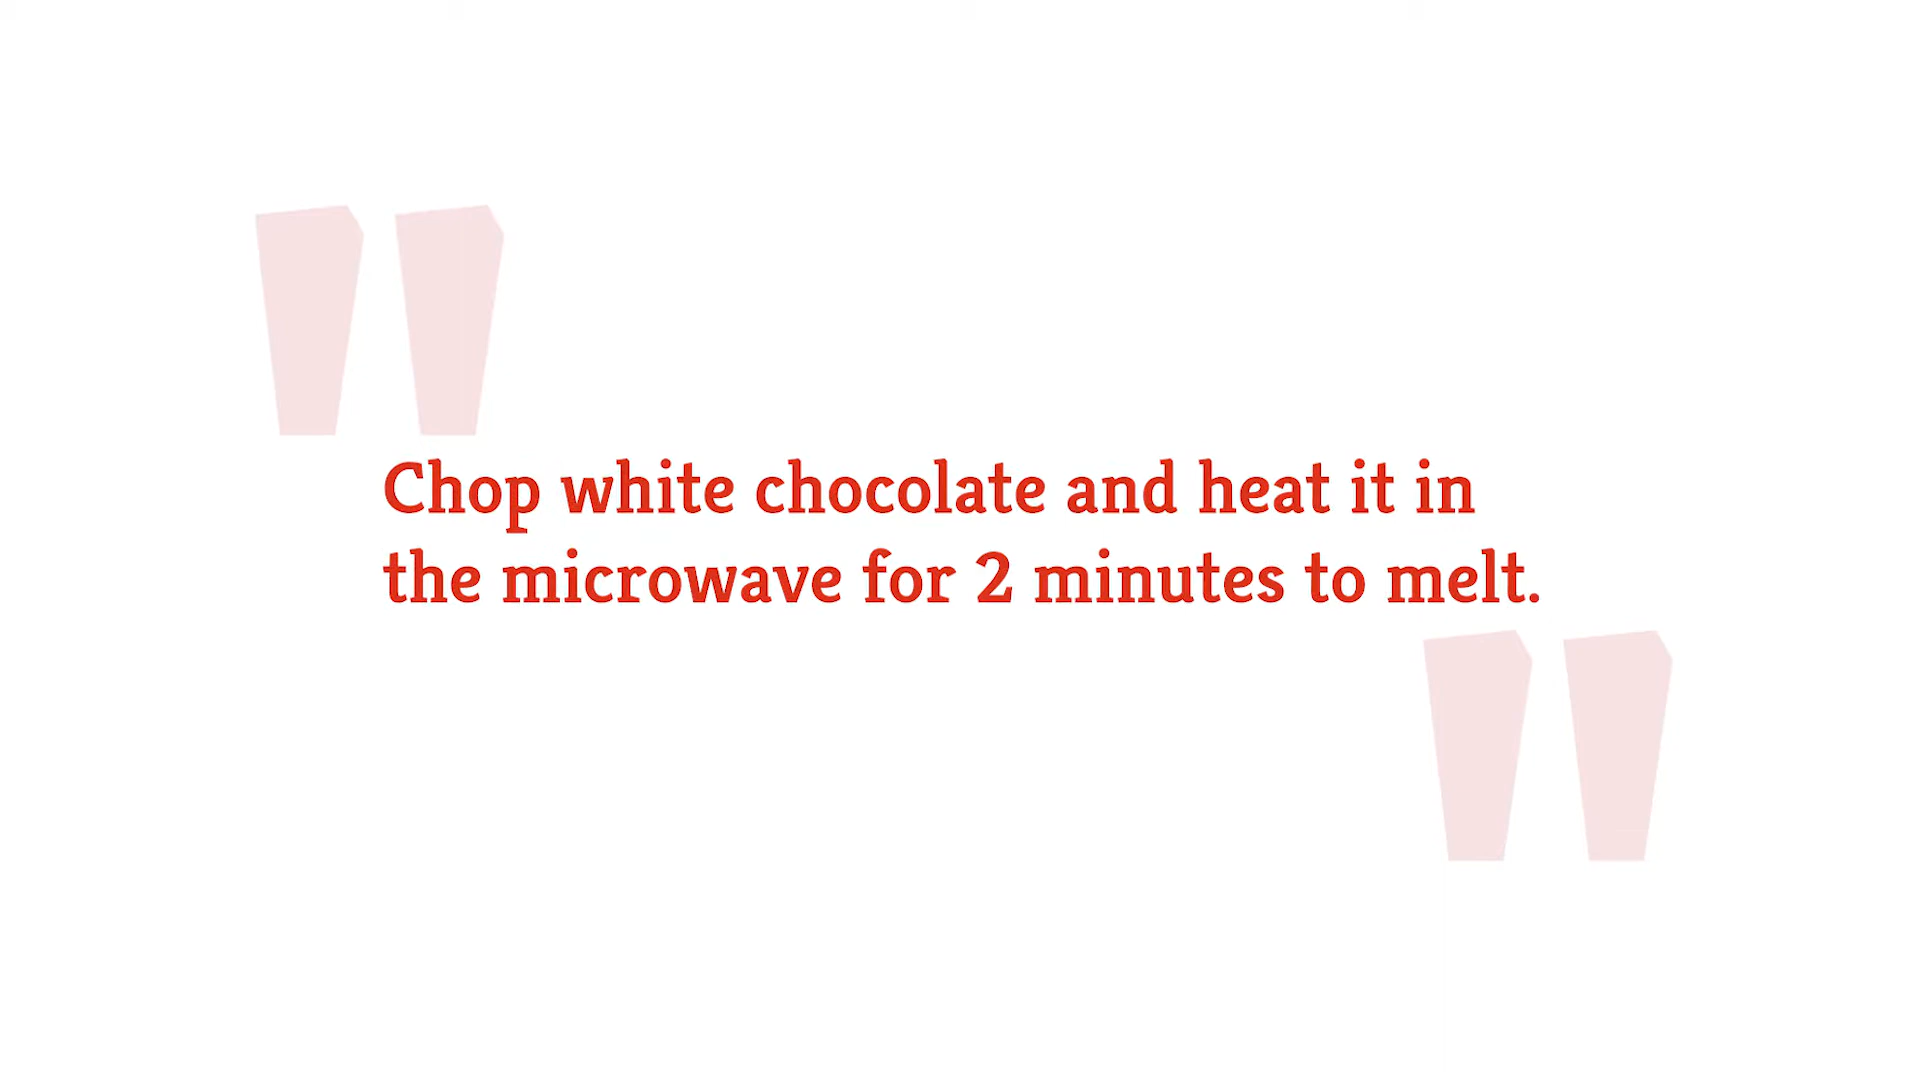 Chop white chocolate and heat it in
the microwave for 2 minutes to melt.